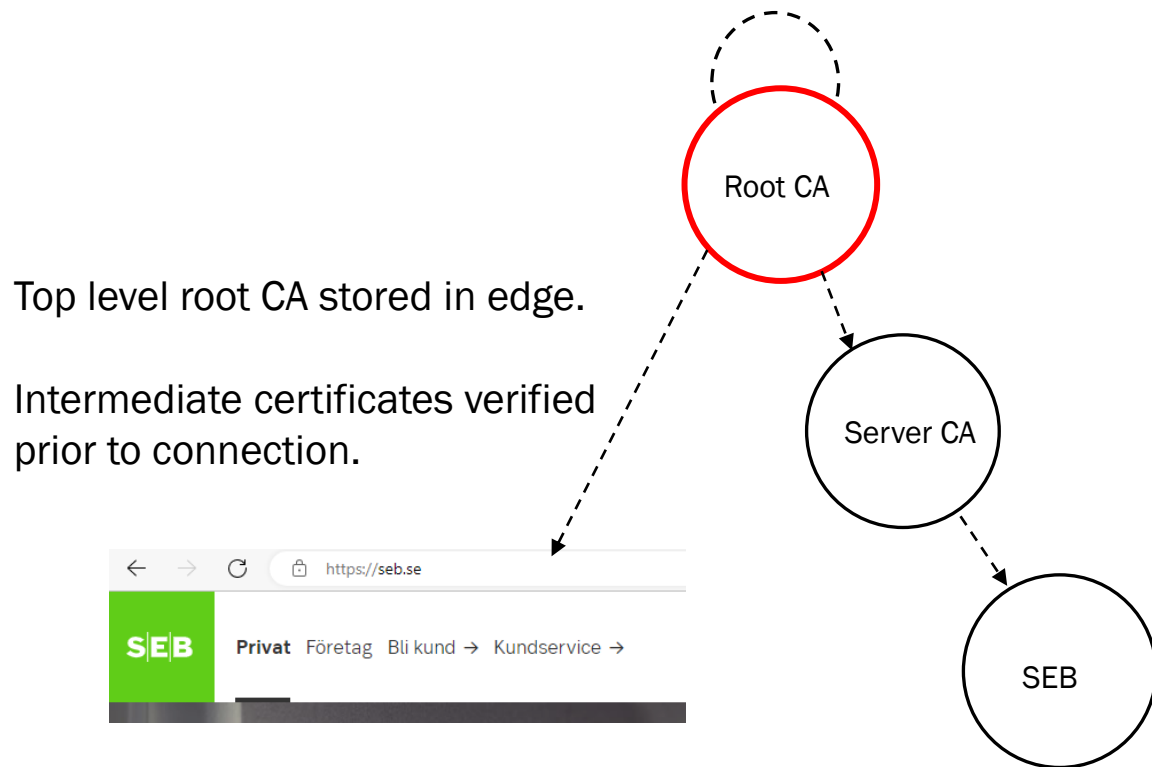 Root CA
Top level root CA stored in edge.
Intermediate certificates verified
prior to connection.
Server CA
https://seb.se
S|E|B
Privat Företag Bli kund → Kundservice →
SEB